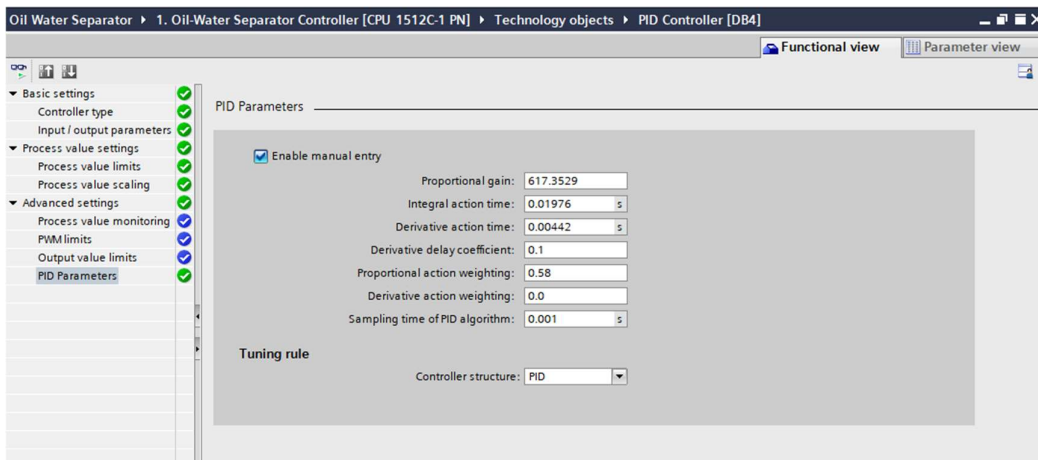 Oil Water Separator ▸ 1. Oil-Water Separator Controller [CPU 1512C-1 PN] ▸ Technology objects ▸ PID Controller [DB4]
Functional view Parameter view
Basic settings
Controller type
Input / output parameters
Process value settings
Process value limits
Process value scaling
Advanced settings
Process value monitoring
PWM limits
Output value limits
PID Parameters
PID Parameters
Enable manual entry
Proportional gain: 617.3529
Integral action time: 0.01976 s
Derivative action time: 0.00442 s
Derivative delay coefficient: 0.1
Proportional action weighting: 0.58
Derivative action weighting: 0.0
Sampling time of PID algorithm: 0.001 s
Tuning rule
Controller structure: PID